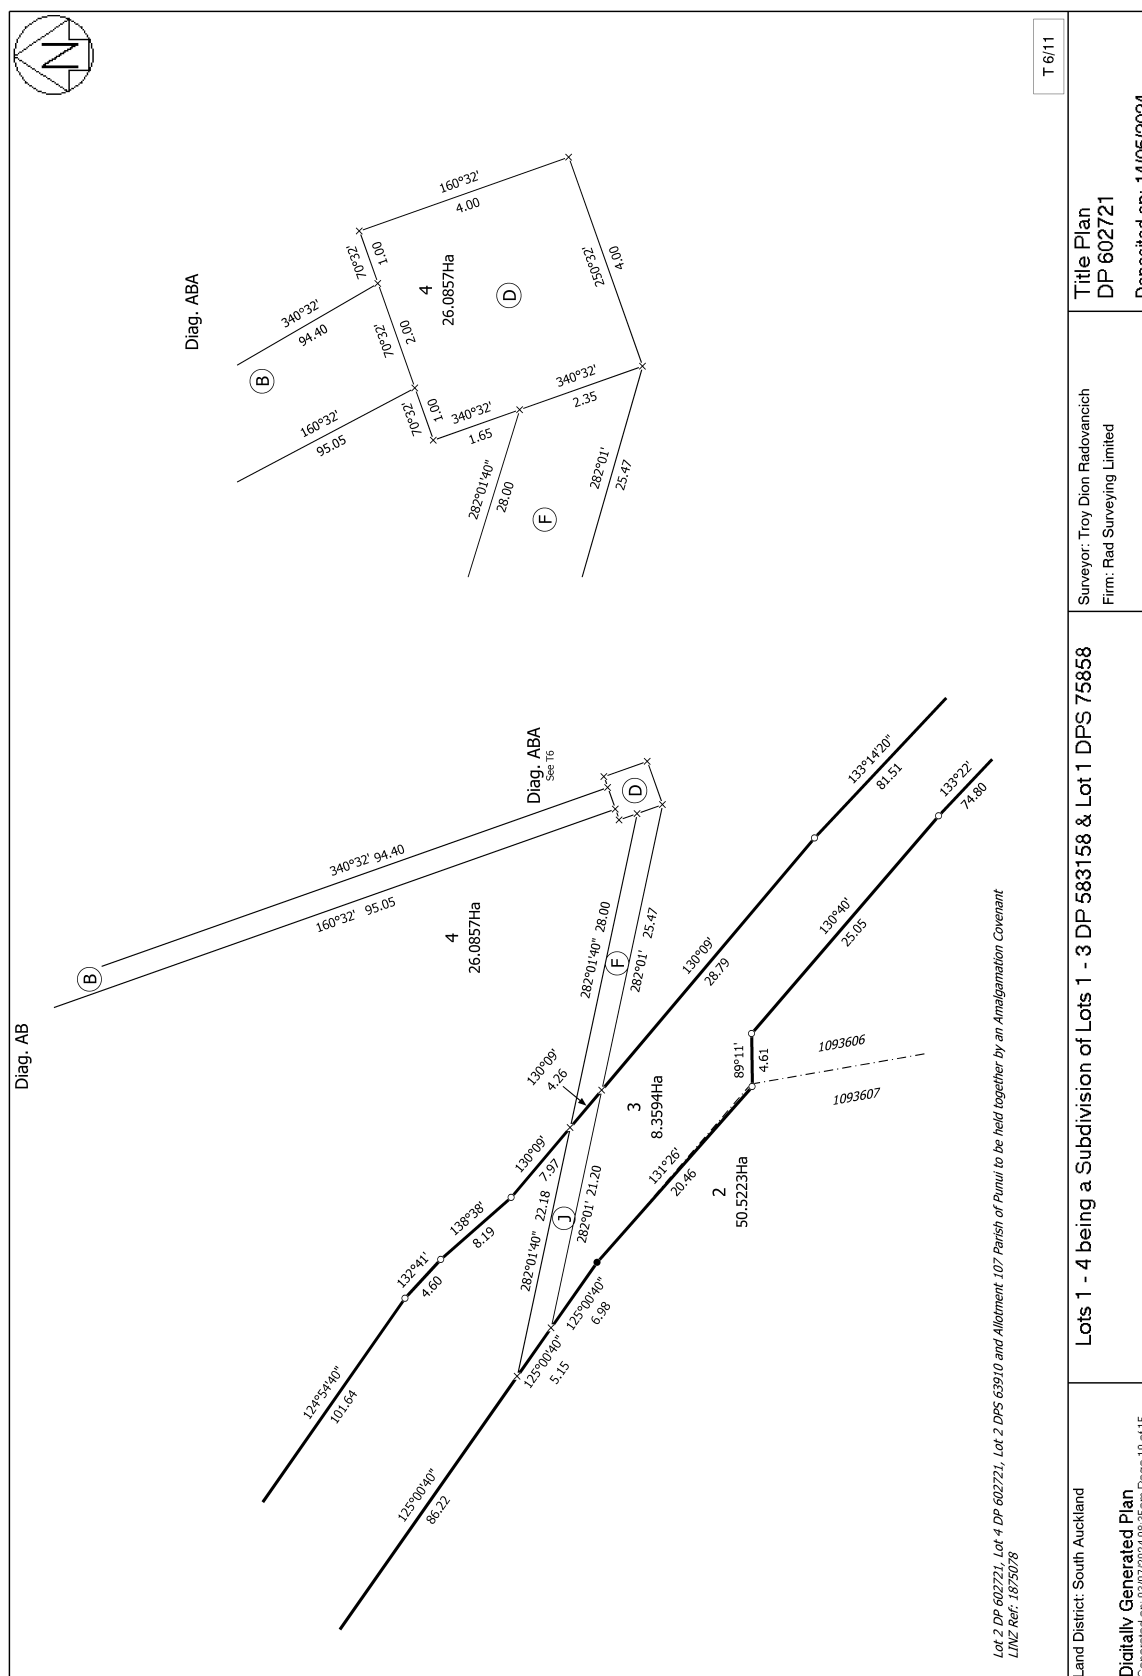 N
T 6/11
Diag. ABA
160°32'
4.00
70°32'
1.00
340°32'
94.40
4
26.0857Ha
D
250°32'
4.00
70°32'
2.00
B
160°32'
95.05
70°32'
1.00
340°32'
1.65
340°32'
2.35
282°01'40"
28.00
F
282°01'
25.47
Diag. AB
Diag. ABA
See T6
D
340°32' 94.40
160°32' 95.05
B
4
26.0857Ha
282°01'40" 28.00
F
282°01' 25.47
133°14'20"
81.51
133°22'
74.80
130°09'
28.79
130°40'
25.05
130°09'
4.26
89°11'
4.61
1093606
1093607
3
8.3594Ha
130°09'
7.97
138°38'
8.19
132°41'
4.60
282°01'40" 22.18
J
282°01' 21.20
131°26'
20.46
2
50.5223Ha
125°00'40"
6.98
125°00'40"
5.15
124°54'40"
101.64
125°00'40"
86.22
Lot 2 DP 602721, Lot 4 DP 602721, Lot 2 DPS 63910 and Allotment 107 Parish of Puniu to be held together by an Amalgamation Covenant
LINZ Ref: 1875078
Land District: South Auckland
Digitally Generated Plan
Lots 1 - 4 being a Subdivision of Lots 1 - 3 DP 583158 & Lot 1 DPS 75858
Surveyor: Troy Dion Radovancich
Firm: Rad Surveying Limited
Title Plan
DP 602721
Deposited on: 14/05/2024